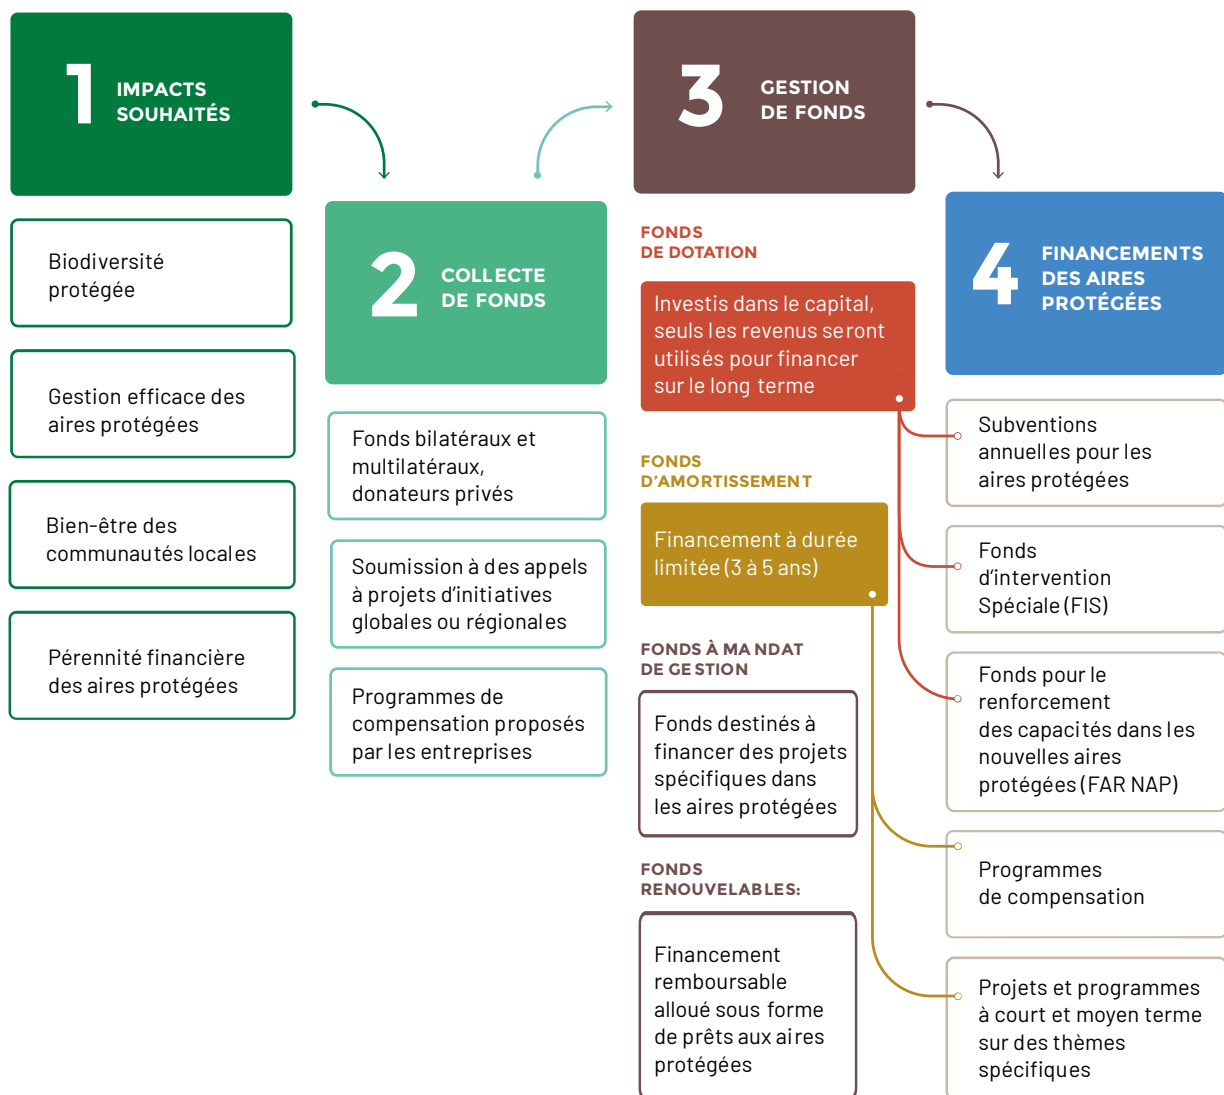 1
IMPACTS
SOUHAITÉS
Biodiversité
protégée
Gestion efficace des
aires protégées
Bien-être des
communautés locales
Pérennité financière
des aires protégées
2
COLLECTE
DE FONDS
Fonds bilatéraux et
multilatéraux,
donateurs privés
Soumission à des appels
à projets d'initiatives
globales ou régionales
Programmes de
compensation proposés
par les entreprises
3
GESTION
DE FONDS
FONDS
DE DOTATION
Investis dans le capital,
seuls les revenus seront
utilisés pour financer
sur le long terme
FONDS
D'AMORTISSEMENT
Financement à durée
limitée (3 à 5 ans)
FONDS À MANDAT
DE GESTION
Fonds destinés à
financer des projets
spécifiques dans
les aires protégées
FONDS
RENOUVELABLES:
Financement
remboursable
alloué sous forme
de prêts aux aires
protégées
4
FINANCEMENTS
DES AIRES
PROTÉGÉES
Subventions
annuelles pour les
aires protégées
Fonds
d'intervention
Spéciale (FIS)
Fonds pour le
renforcement
des capacités dans les
nouvelles aires
protégées (FAR NAP)
Programmes
de compensation
Projets et programmes
à court et moyen terme
sur des thèmes
spécifiques